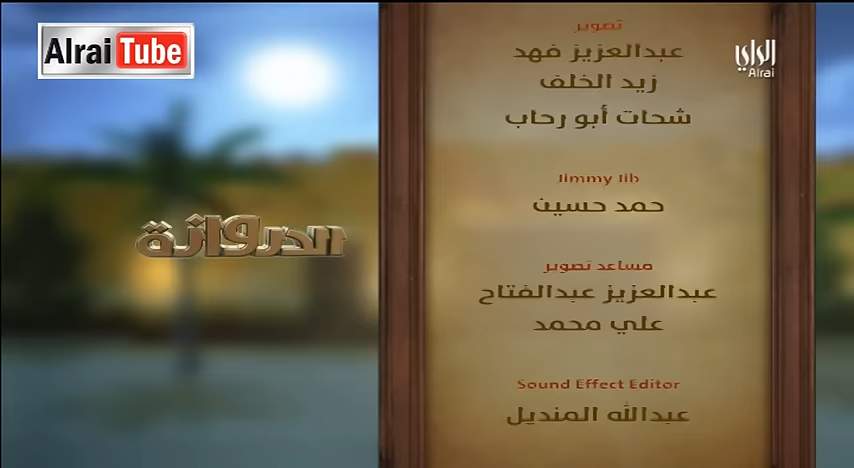 Alrai Tube
الراي
Alrai
تصوير
عبدالعزيز فهد
زيد الخلف
شحات أبو رحاب
Jimmy Jib
حمد حسين
الدروازة
مساعد تصوير
عبدالعزيز عبدالفتاح
علي محمد
Sound Effect Editor
عبدالله المنديل